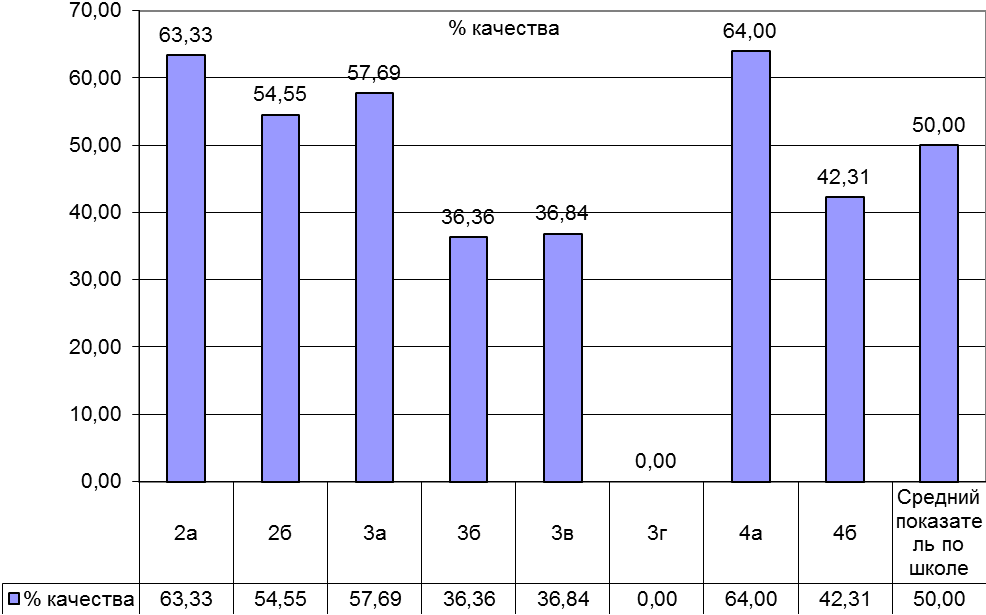 % качества
70,00
60,00
50,00
40,00
30,00
20,00
10,00
0,00
63,33
54,55
57,69
36,36
36,84
0,00
64,00
42,31
50,00
2а 2б 3а 3б 3в 3г 4а 4б
Средний
показате
ль по
школе
% качества 63,33 54,55 57,69 36,36 36,84 0,00 64,00 42,31 50,00